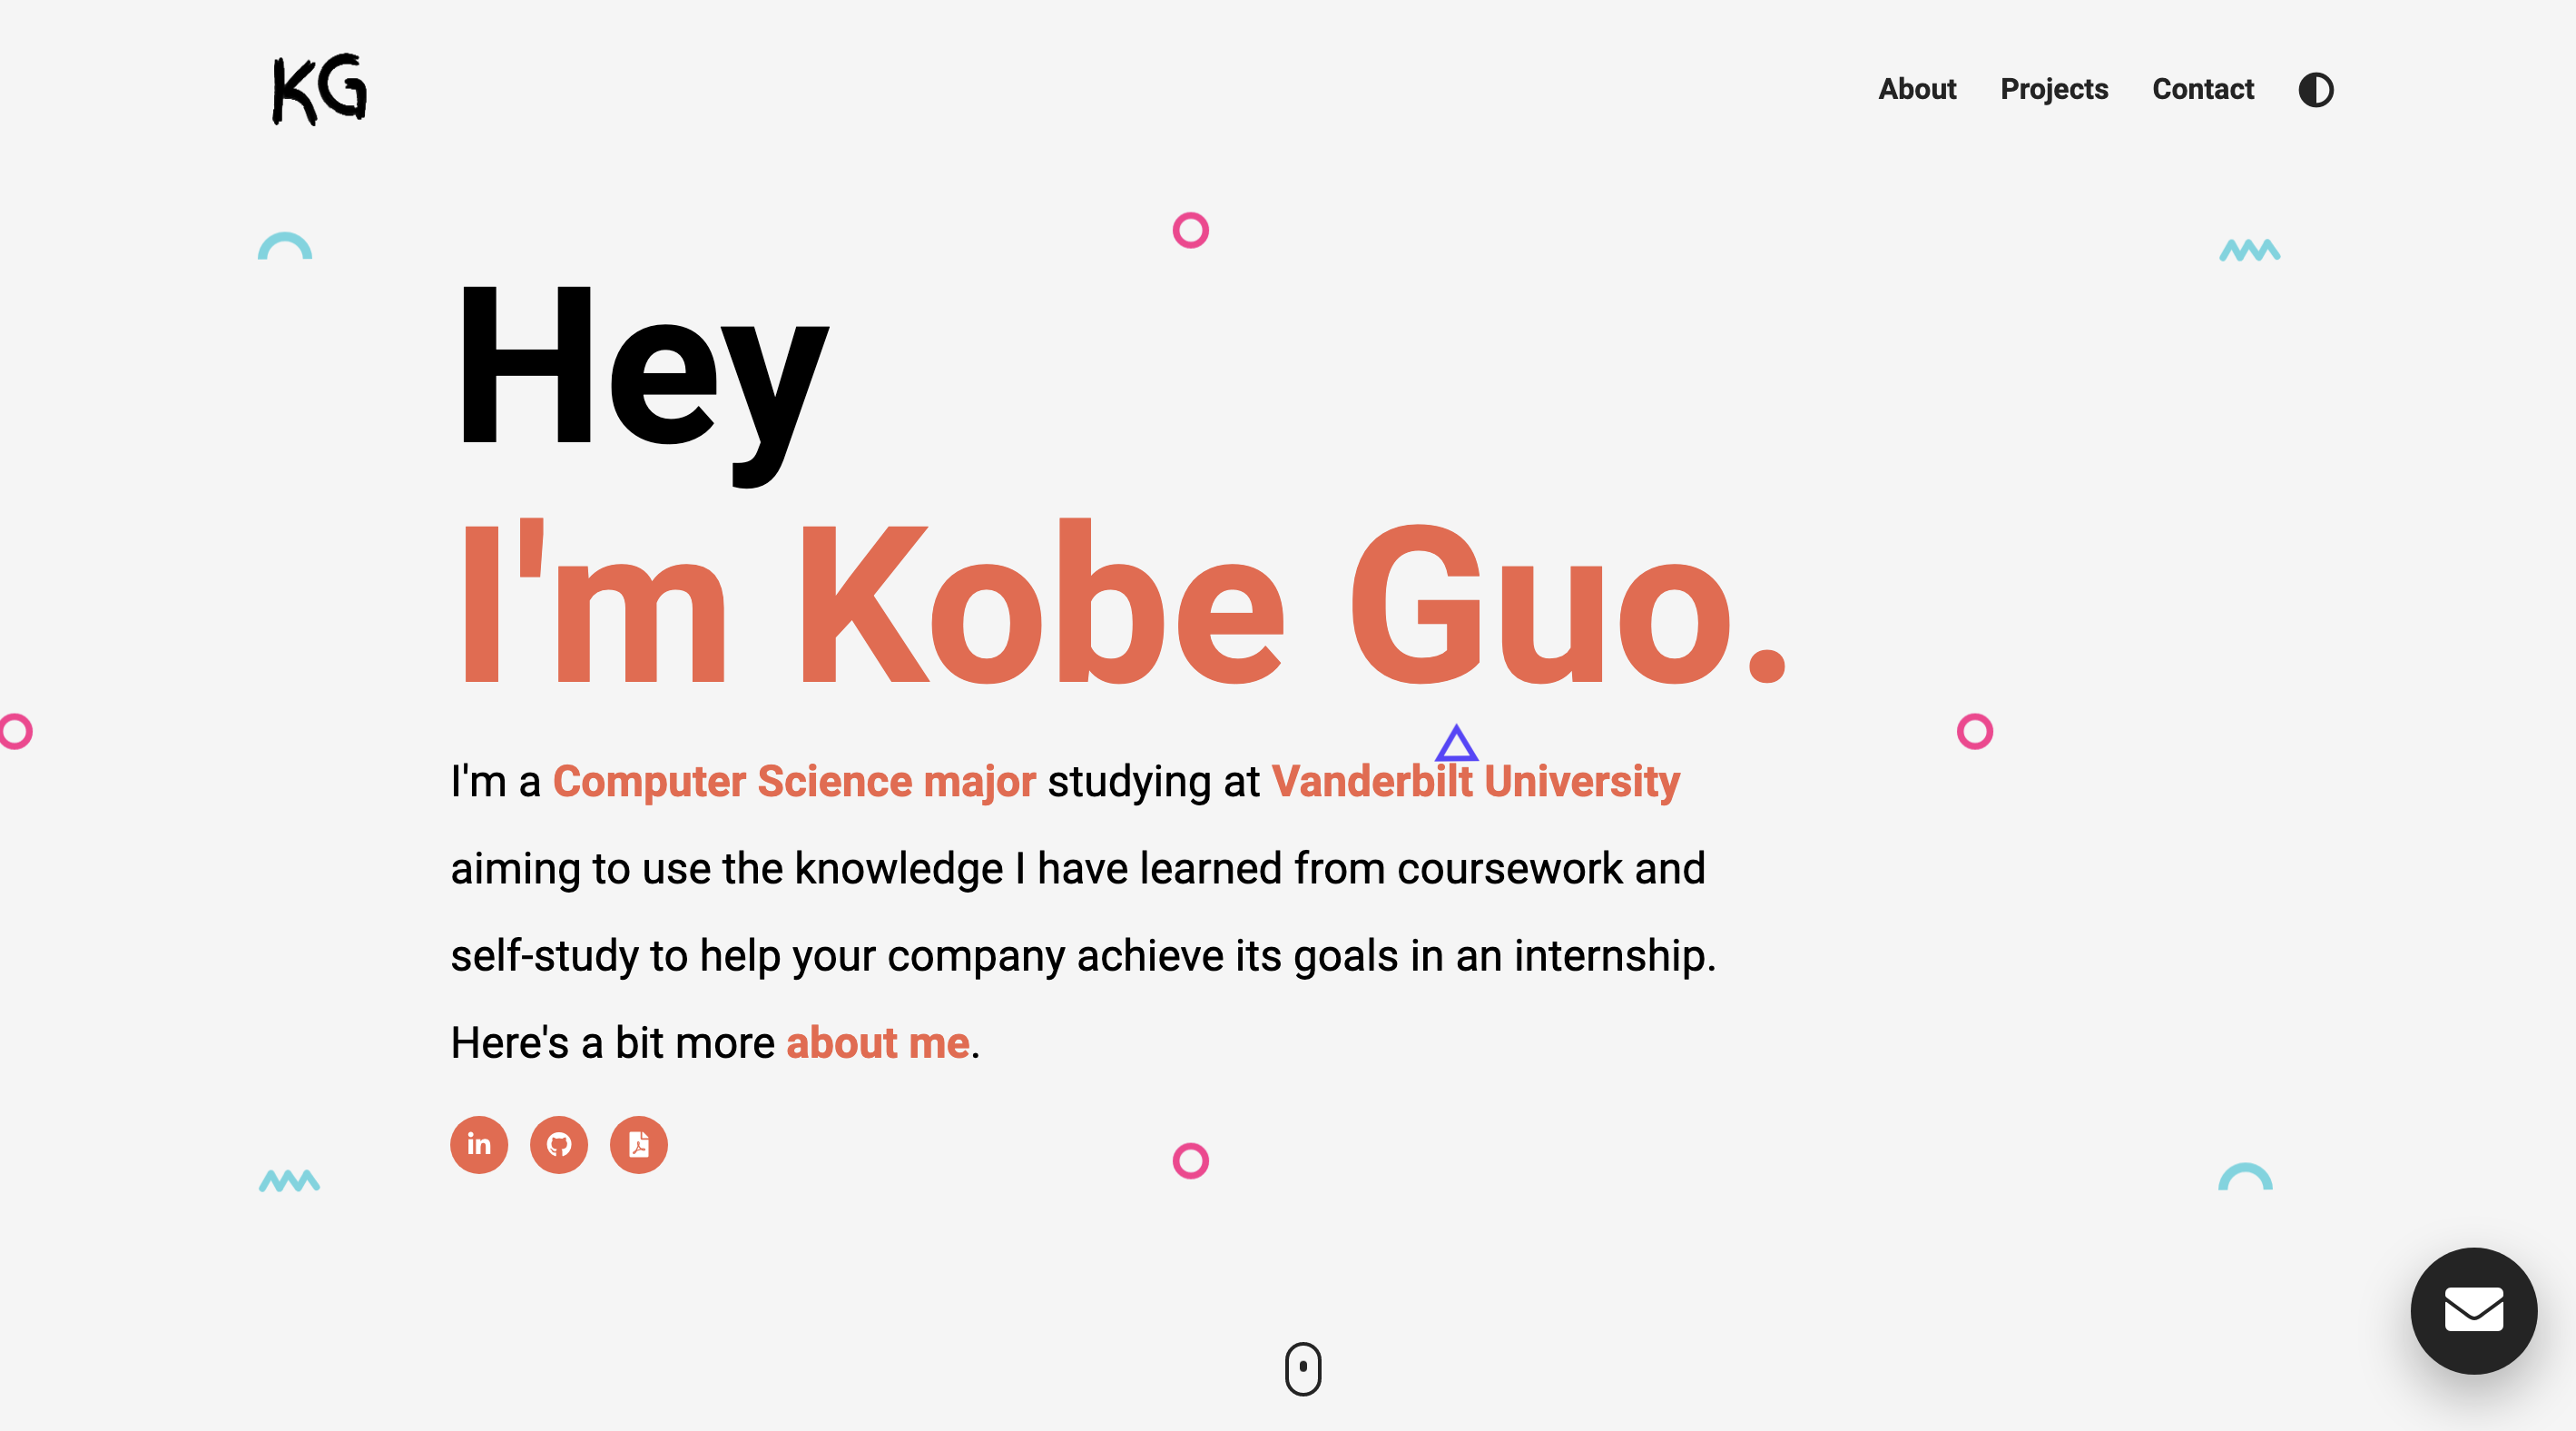 KG
About
Projects
Contact
Hey
I'm Kobe Guo.
I'm a Computer Science major studying at Vanderbilt University
aiming to use the knowledge I have learned from coursework and
self-study to help your company achieve its goals in an internship.
Here's a bit more about me.
in